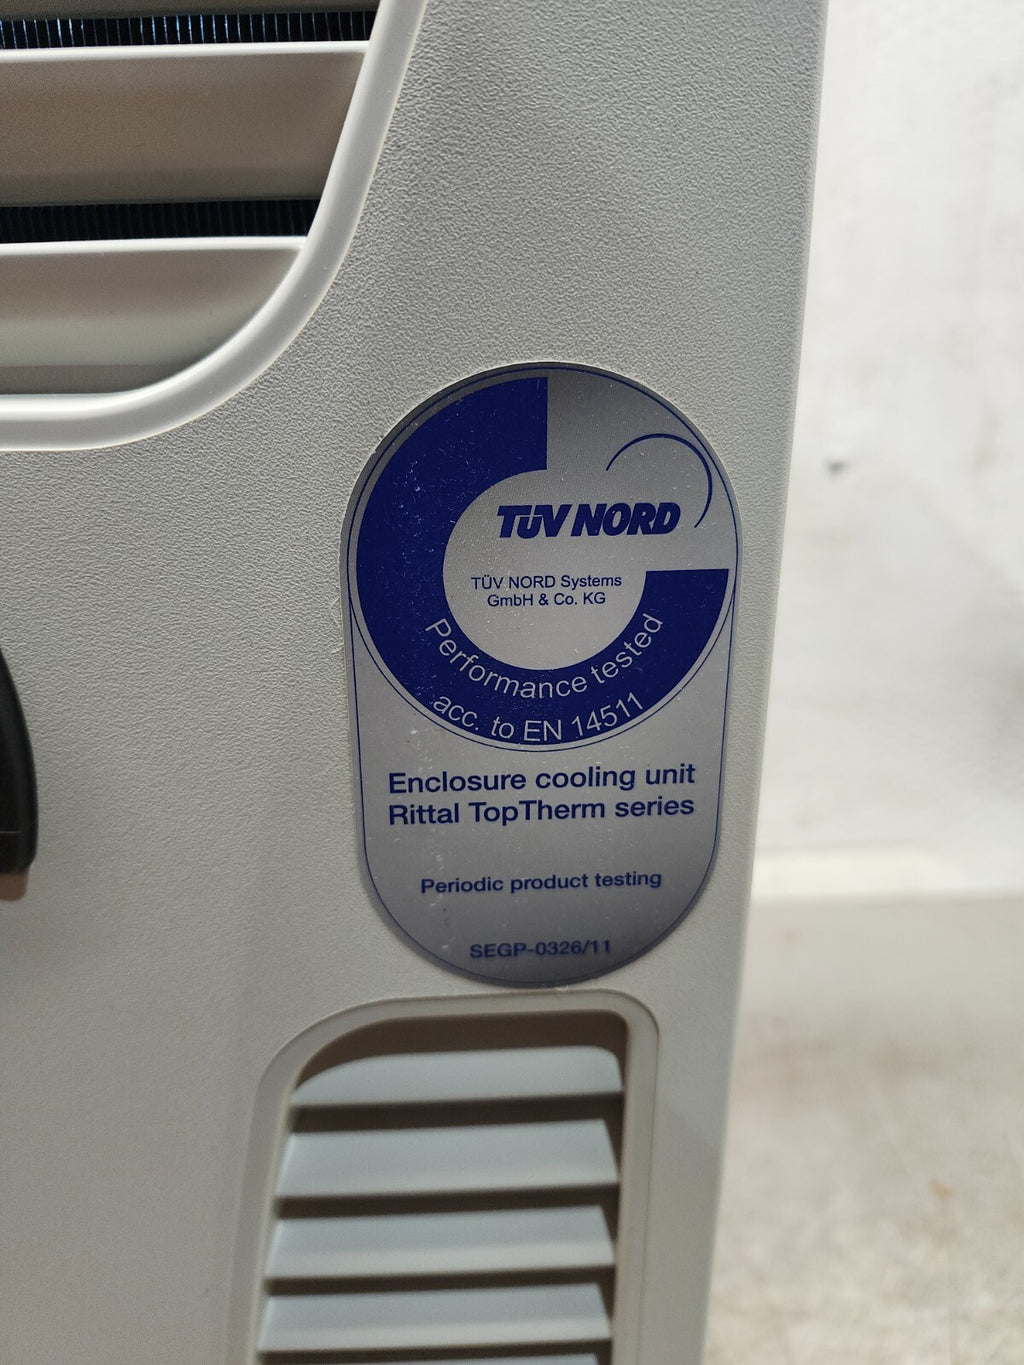 TÜV NORD
TÜV NORD Systems
GmbH & Co. KG
Performance tested
acc. to EN 14511
Enclosure cooling unit
Rittal TopTherm series
Periodic product testing
SEGP-0326/11